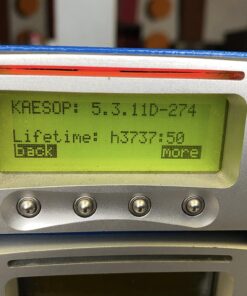 KAESOP: 5.3.11D-274
Lifetime: h3737:50
back more